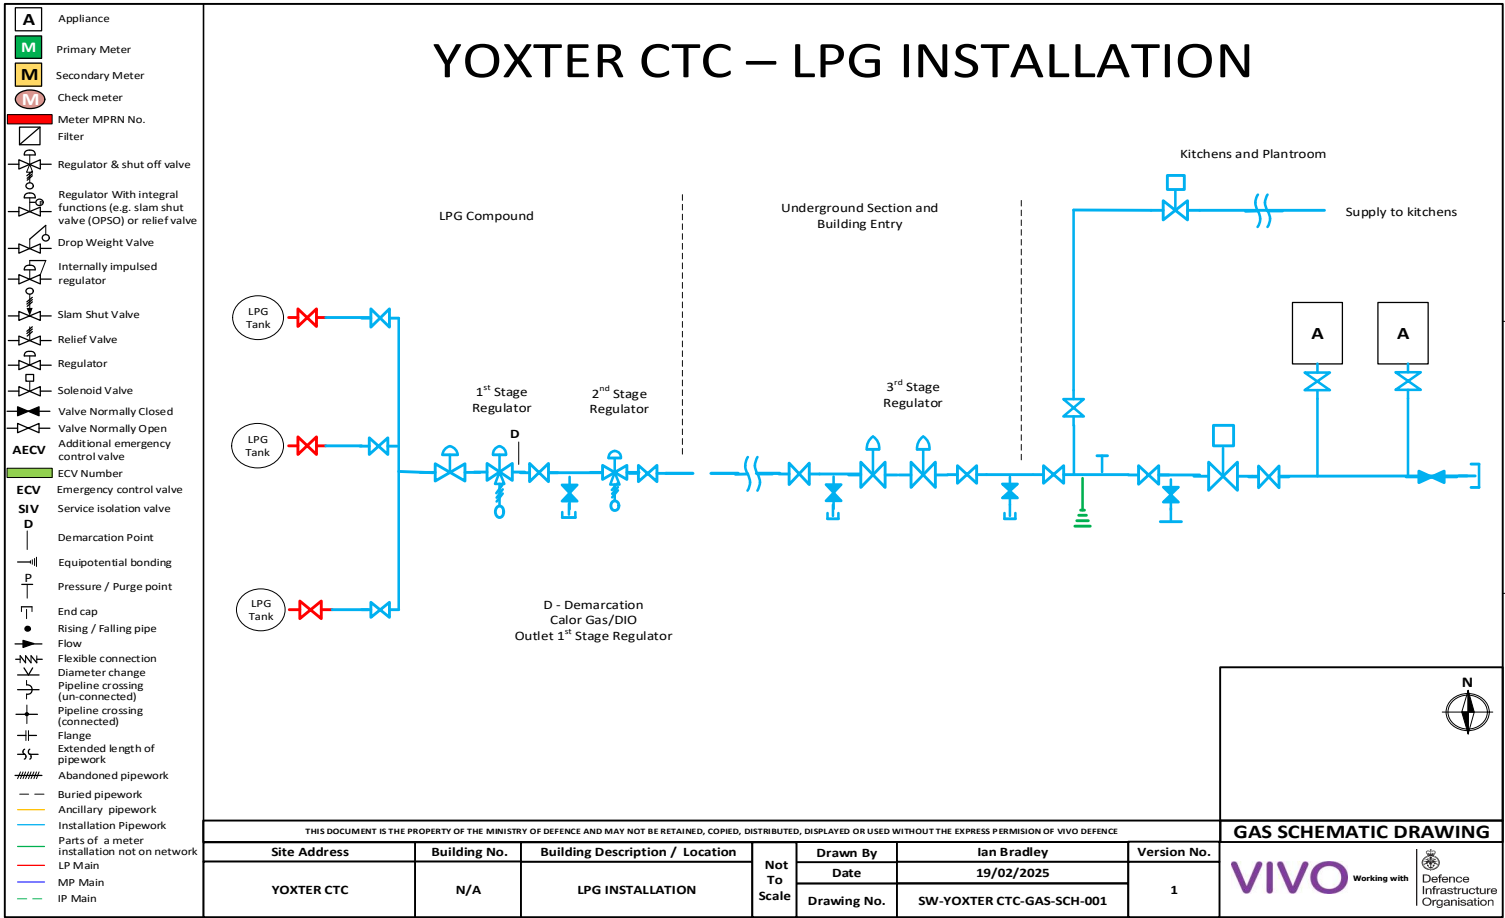 A Appliance
M Primary Meter
M Secondary Meter
M Check meter
Meter MPRN No.
Filter
Regulator & shut off valve
Regulator With integral
functions (e.g. slam shut
valve (OPSO) or relief valve
Drop Weight Valve
Internally impulsed
regulator
Slam Shut Valve
Relief Valve
Regulator
Solenoid Valve
Valve Normally Closed
Valve Normally Open
AECV Additional emergency
control valve
ECV Number
ECV Emergency control valve
SIV Service isolation valve
D
Demarcation Point
Equipotential bonding
P
Pressure / Purge point
End cap
Rising / Falling pipe
Flow
Flexible connection
Diameter change
Pipeline crossing
(un-connected)
Pipeline crossing
(connected)
Flange
Extended length of
pipework
Abandoned pipework
Buried pipework
Ancillary pipework
Installation Pipework
Parts of a meter
installation not on network
LP Main
MP Main
IP Main
YOXTER CTC – LPG INSTALLATION
Kitchens and Plantroom
LPG Compound
Underground Section and
Building Entry
Supply to kitchens
LPG
Tank
A
A
1st Stage
Regulator
2nd Stage
Regulator
3rd Stage
Regulator
D
LPG
Tank
LPG
Tank
D - Demarcation
Calor Gas/DIO
Outlet 1st Stage Regulator
N
THIS DOCUMENT IS THE PROPERTY OF THE MINISTRY OF DEFENCE AND MAY NOT BE RETAINED, COPIED, DISTRIBUTED, DISPLAYED OR USED WITHOUT THE EXPRESS PERMISION OF VIVO DEFENCE
GAS SCHEMATIC DRAWING
Site Address
YOXTER CTC
Building No.
N/A
Building Description / Location
LPG INSTALLATION
Not
To
Scale
Drawn By Ian Bradley
Date 19/02/2025
Drawing No. SW-YOXTER CTC-GAS-SCH-001
Version No.
1
VIVO Working with
Defence
Infrastructure
Organisation